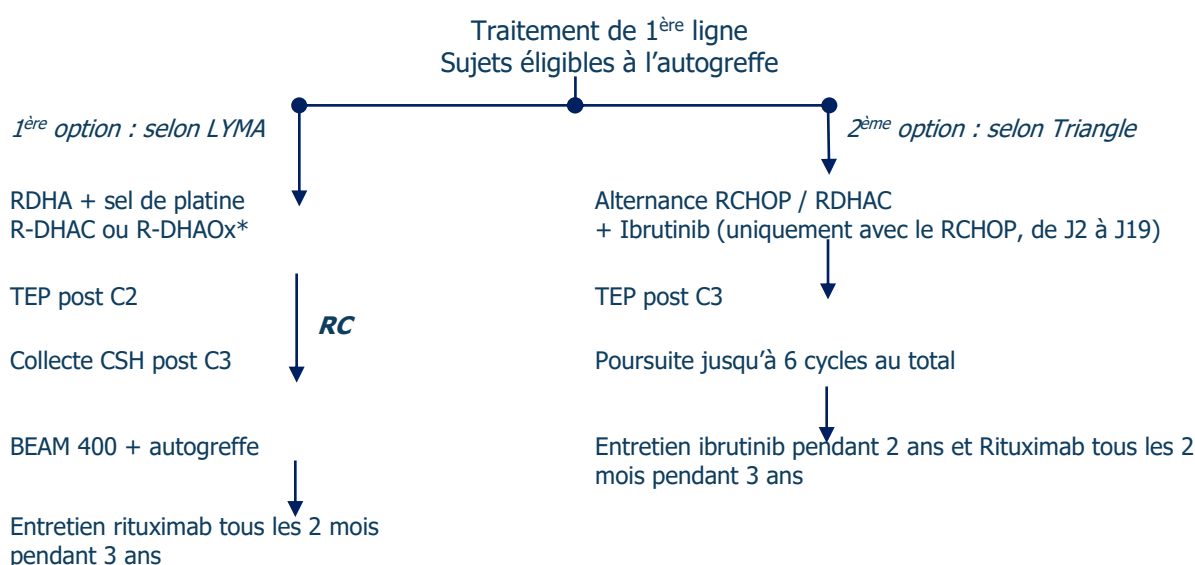 Traitement de 1ère ligne
Sujets éligibles à l’autogreffe
1ère option : selon LYMA
RDHA + sel de platine
R-DHAC ou R-DHAOx*
TEP post C2
RC
Collecte CSH post C3
BEAM 400 + autogreffe
Entretien rituximab tous les 2 mois
pendant 3 ans
2ème option : selon Triangle
Alternance RCHOP / RDHAC
+ Ibrutinib (uniquement avec le RCHOP, de J2 à J19)
TEP post C3
Poursuite jusqu’à 6 cycles au total
Entretien ibrutinib pendant 2 ans et Rituximab tous les 2
mois pendant 3 ans